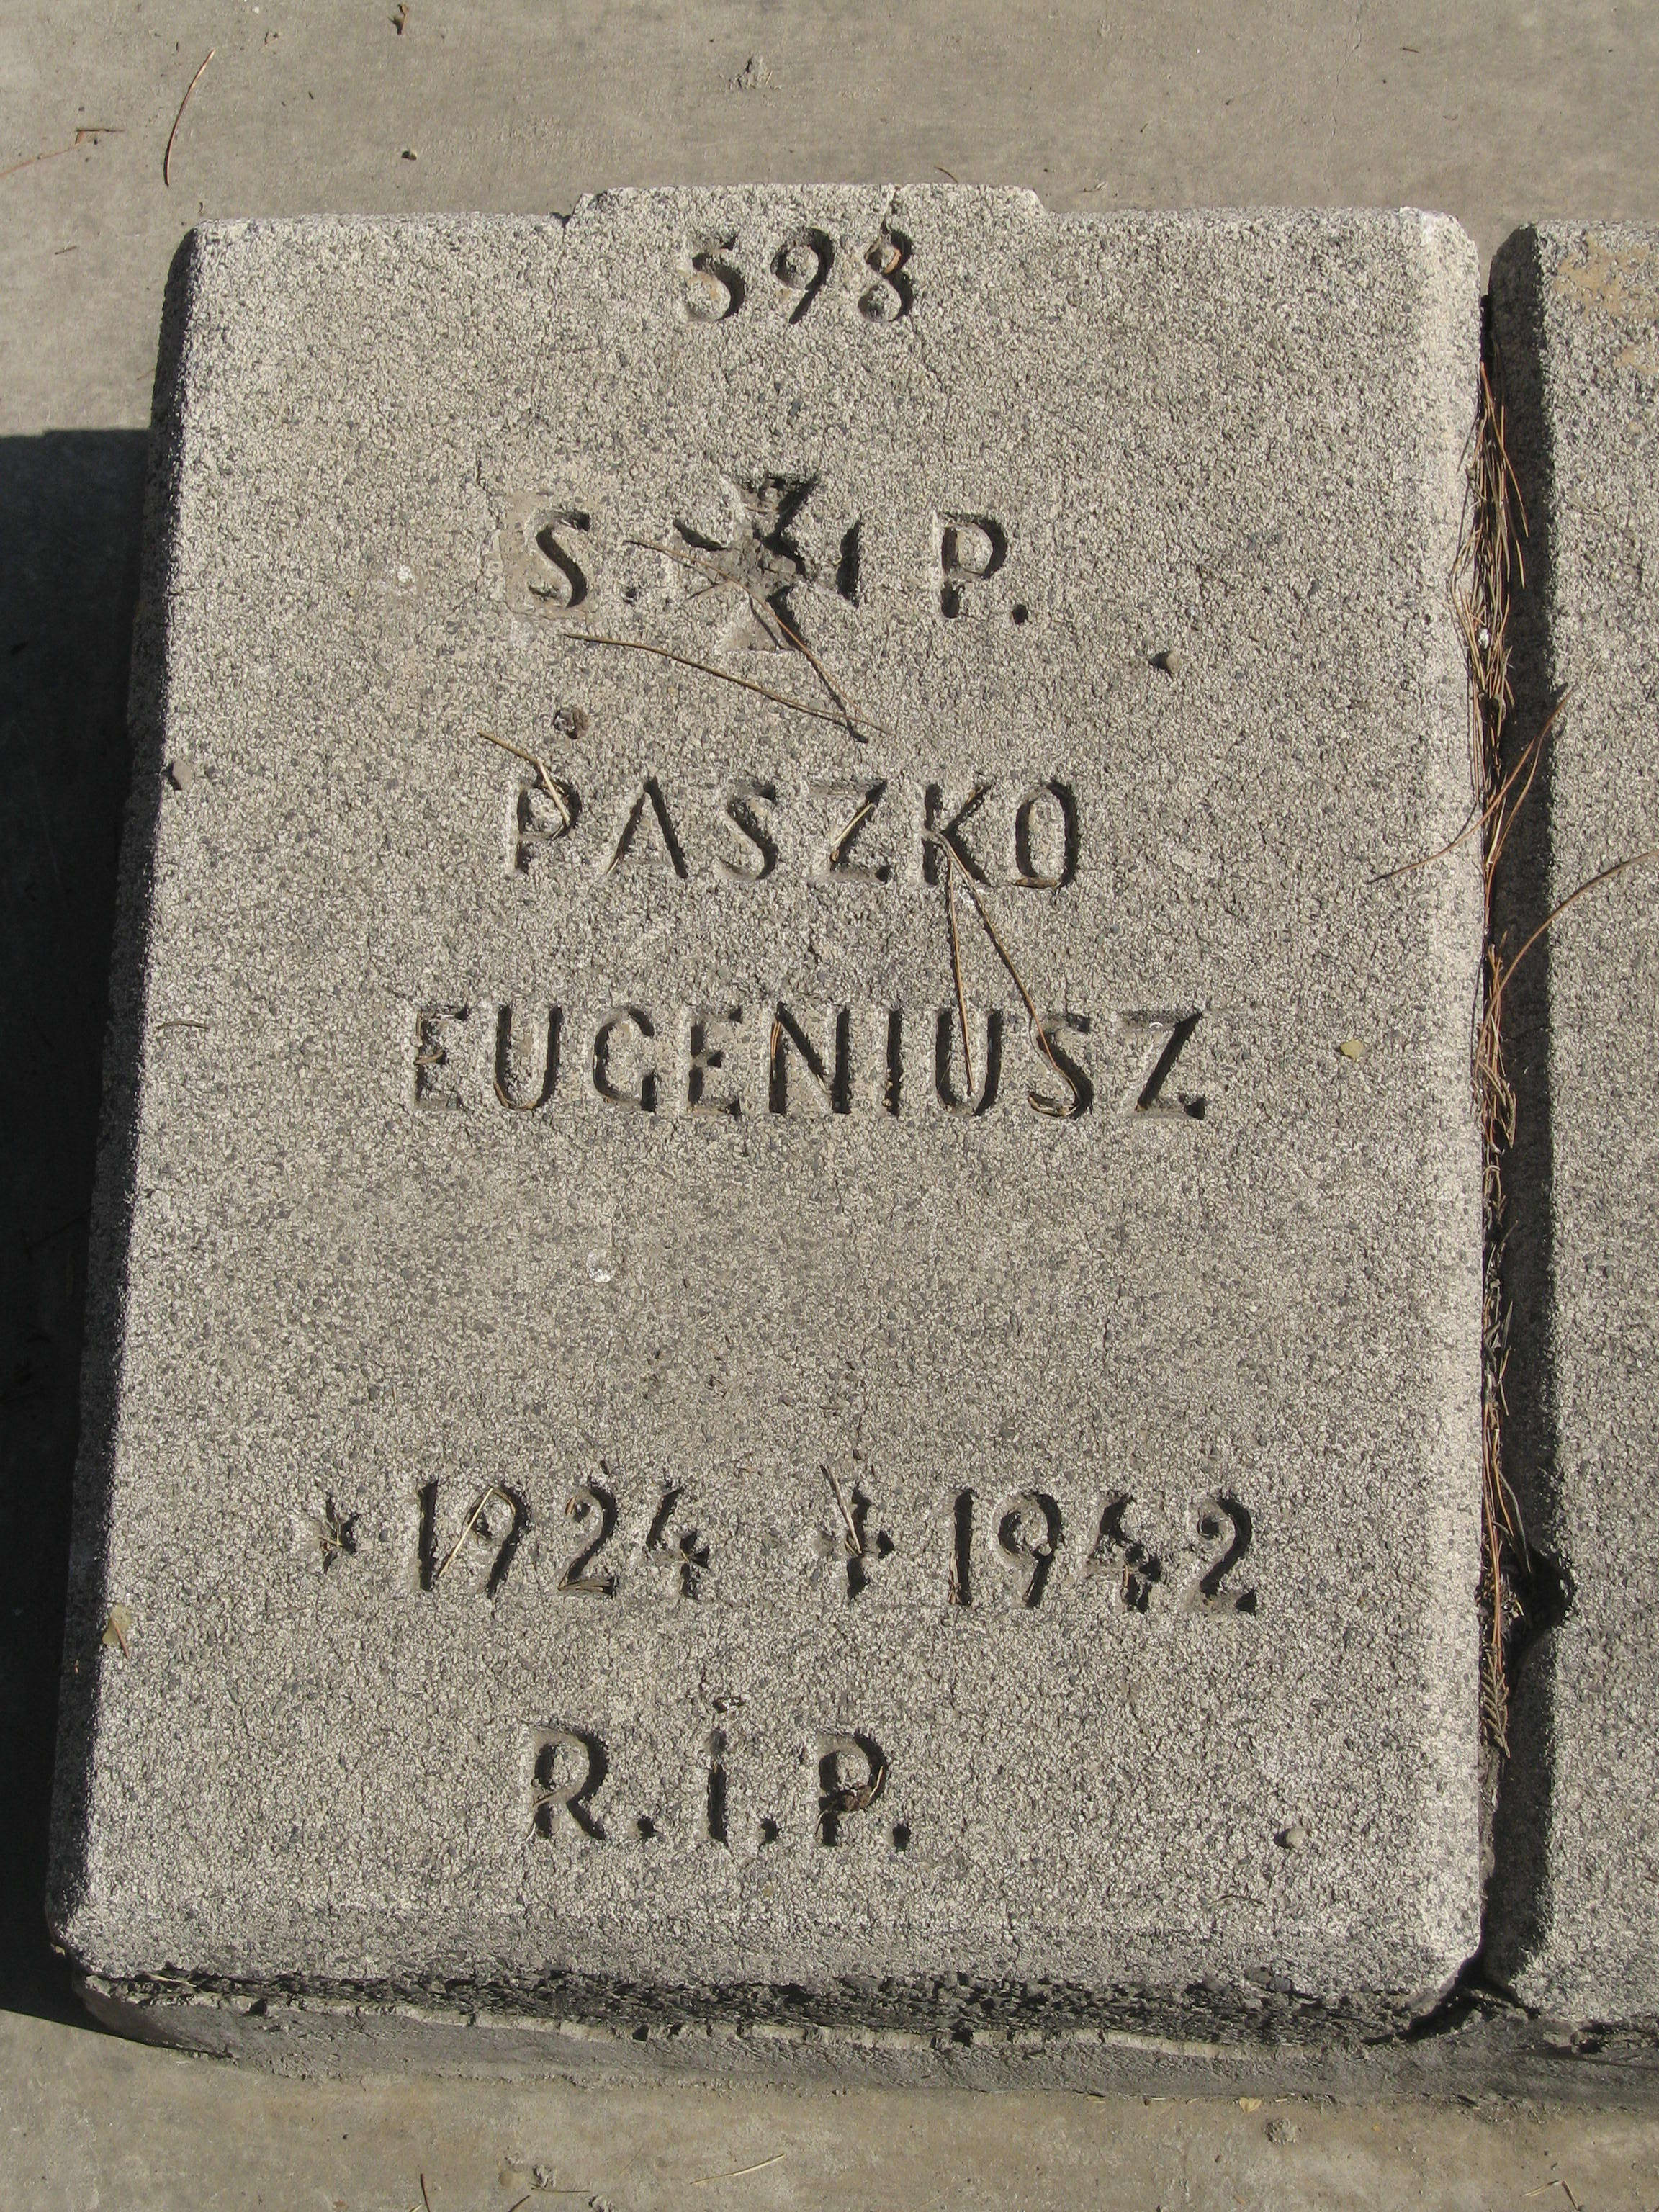 598
S. ✠ P.
PASZKO
EUGENIUSZ
* 1924 † 1942
R.I.P.